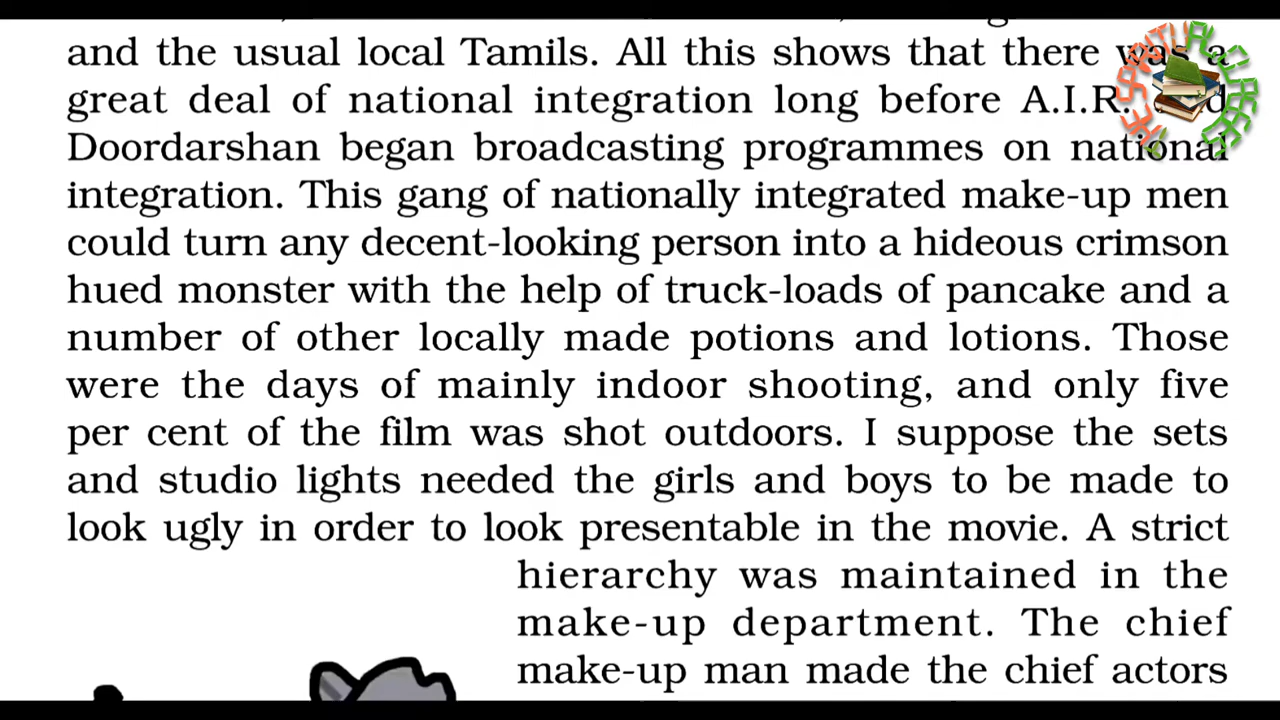 and the usual local Tamils. All this shows that there was a
great deal of national integration long before A.I.R.
Doordarshan began broadcasting programmes on national
integration. This gang of nationally integrated make-up men
could turn any decent-looking person into a hideous crimson
hued monster with the help of truck-loads of pancake and a
number of other locally made potions and lotions. Those
were the days of mainly indoor shooting, and only five
per cent of the film was shot outdoors. I suppose the sets
and studio lights needed the girls and boys to be made to
look ugly in order to look presentable in the movie. A strict
hierarchy was maintained in the
make-up department. The chief
make-up man made the chief actors